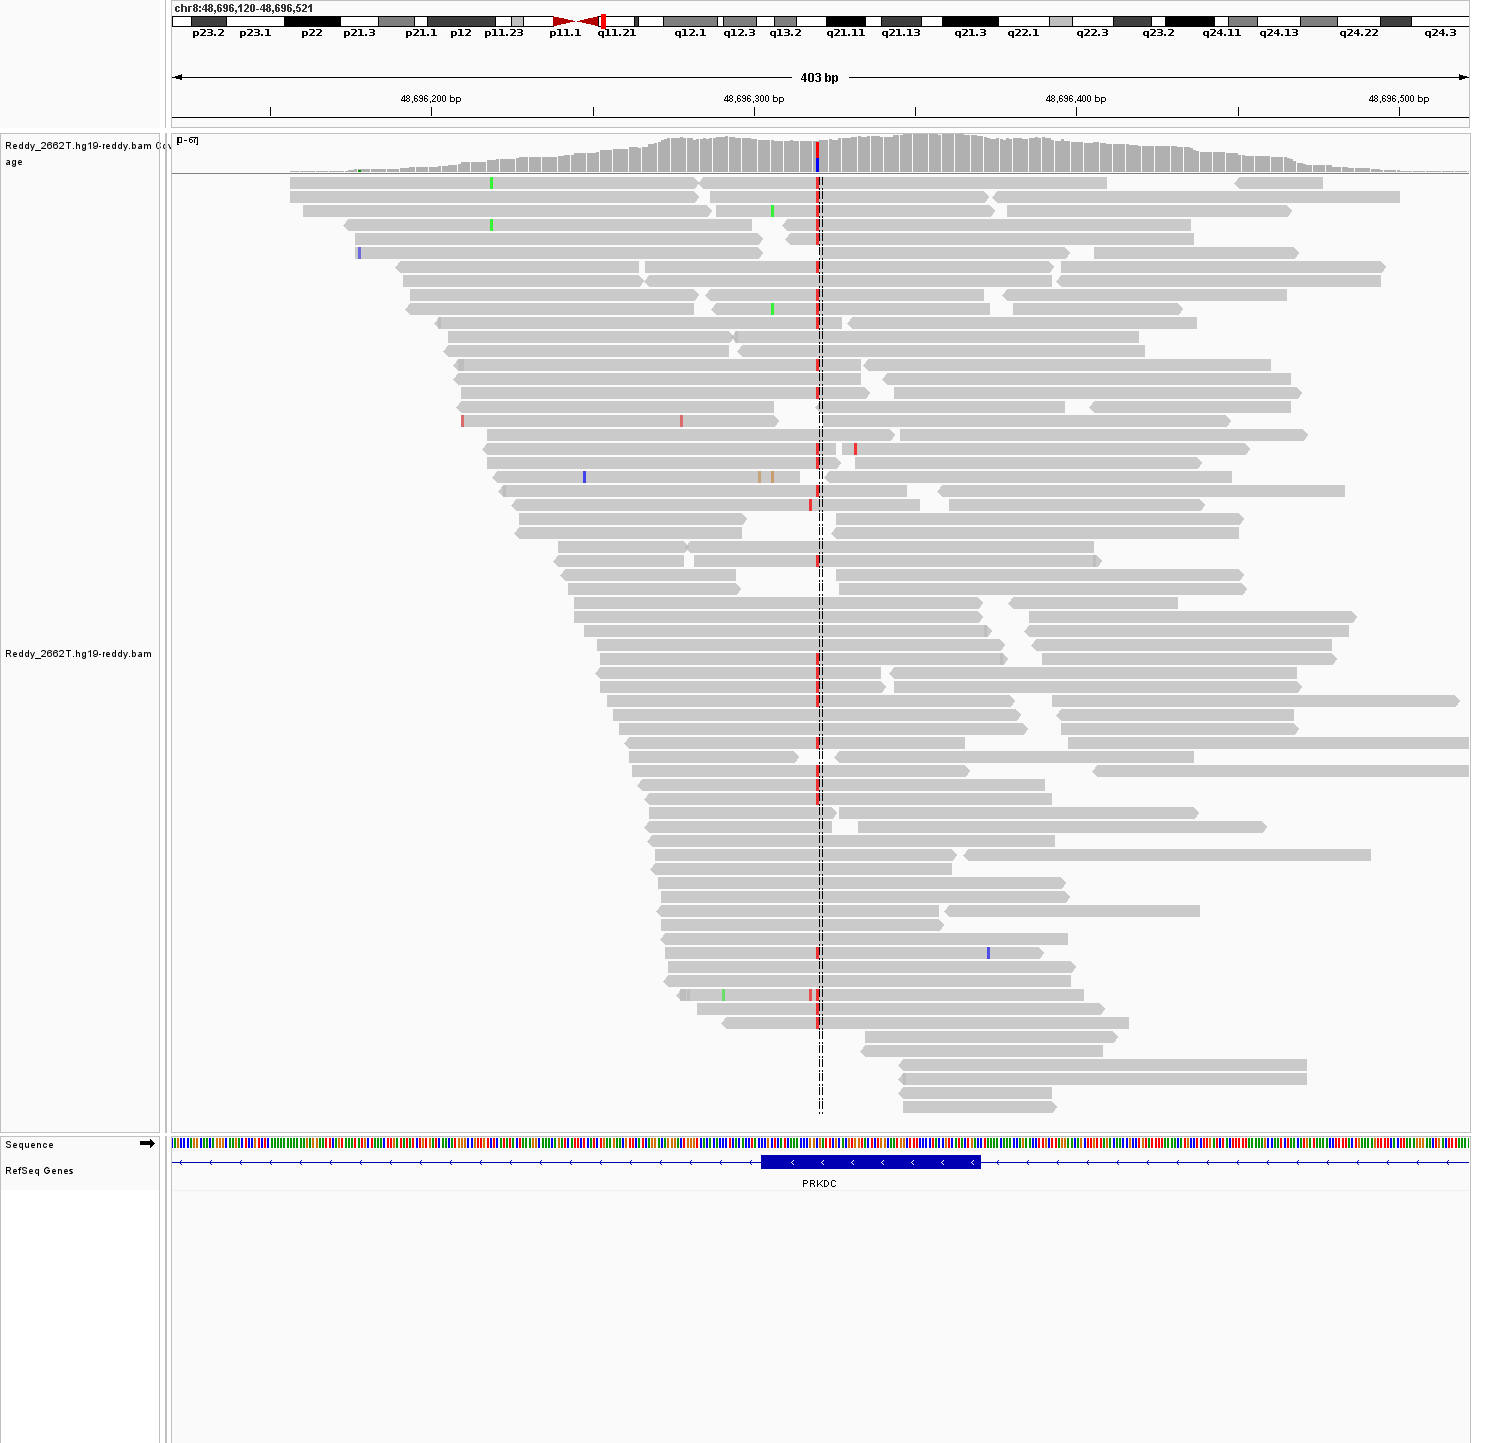 chr8:48,696,120-48,696,521
p23.2 p23.1 p22 p21.3 p21.1 p12 p11.23 p11.1 q11.21 q12.1 q12.3 q13.2 q21.11 q21.13 q21.3 q22.1 q22.3 q23.2 q24.11 q24.13 q24.22 q24.3
403 bp
48,696,200 bp 48,696,300 bp 48,696,400 bp 48,696,500 bp
[0-67]
Reddy_2662T.hg19-reddy.bam Cov
age
Reddy_2662T.hg19-reddy.bam
Sequence
RefSeq Genes
PRKDC